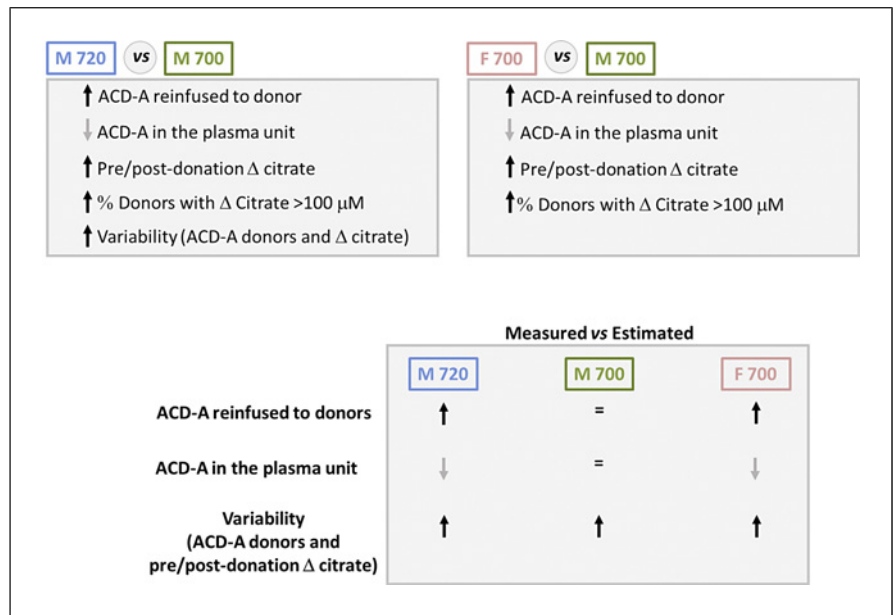 M 720 vs M 700
↑ ACD-A reinfused to donor
↓ ACD-A in the plasma unit
↑ Pre/post-donation Δ citrate
↑ % Donors with Δ Citrate >100 μM
↑ Variability (ACD-A donors and Δ citrate)
F 700 vs M 700
↑ ACD-A reinfused to donor
↓ ACD-A in the plasma unit
↑ Pre/post-donation Δ citrate
↑% Donors with Δ Citrate >100 μM
Measured vs Estimated
M 720 M 700 F 700
ACD-A reinfused to donors ↑ = ↑
ACD-A in the plasma unit ↓ = ↓
Variability ↑ ↑ ↑
(ACD-A donors and
pre/post-donation Δ citrate)